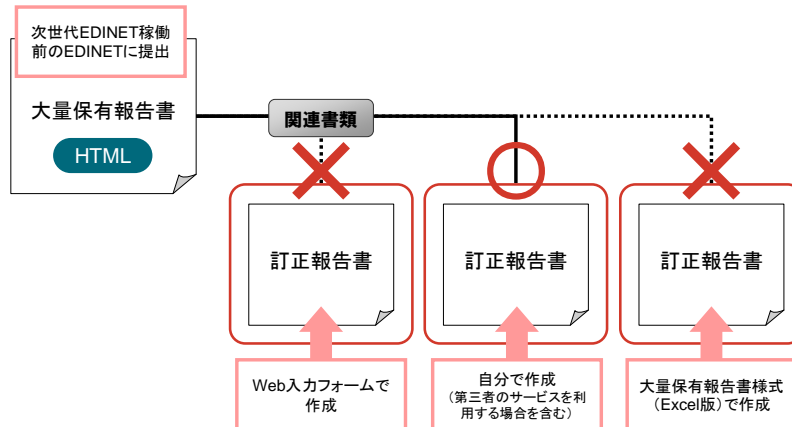 次世代EDINET稼働
前のEDINETに提出
大量保有報告書
HTML
関連書類
訂正報告書
訂正報告書
訂正報告書
Web入力フォームで
作成
自分で作成
（第三者のサービスを利
用する場合を含む）
大量保有報告書様式
（Excel版）で作成